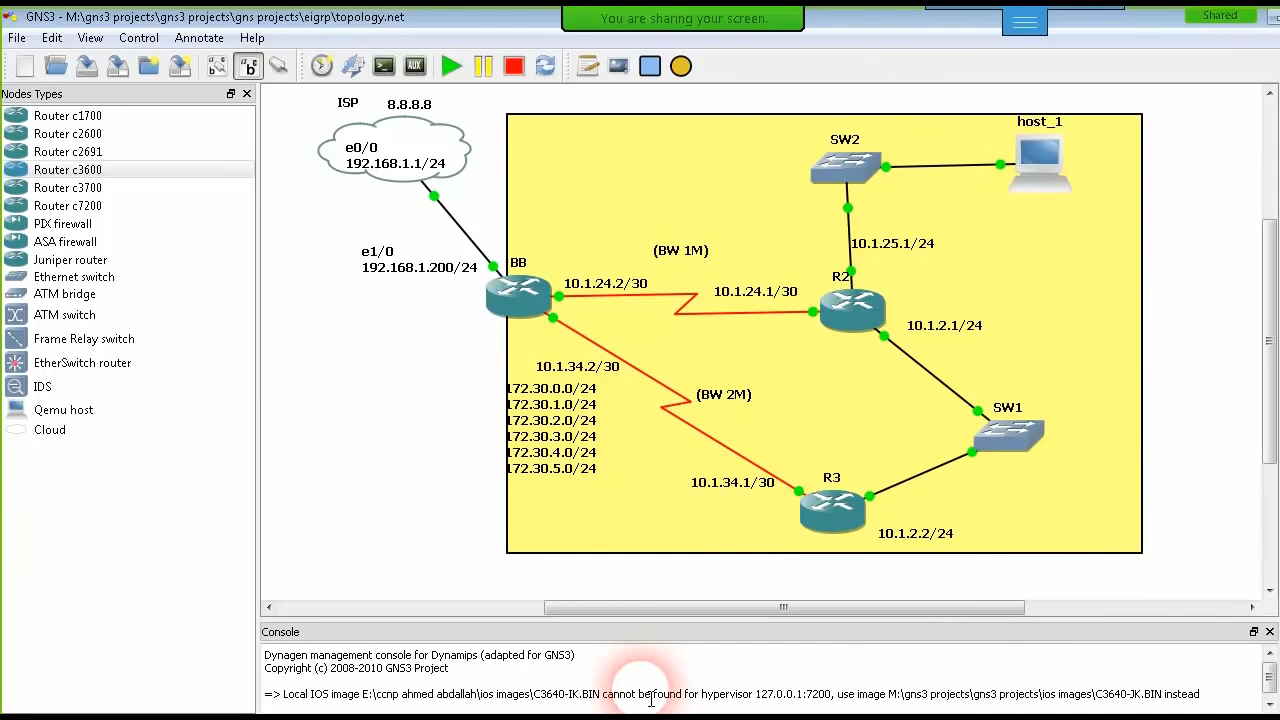 GNS3 - M:\gns3 projects\gns3 projects\gns projects\eigrp\topology.net
You are sharing your screen.
Shared
File Edit View Control Annotate Help
AUX
Nodes Types
Router c1700
Router c2600
Router c2691
Router c3600
Router c3700
Router c7200
PIX firewall
ASA firewall
Juniper router
Ethernet switch
ATM bridge
ATM switch
Frame Relay switch
EtherSwitch router
IDS
Qemu host
Cloud
ISP 8.8.8.8
e0/0
192.168.1.1/24
e1/0
192.168.1.200/24
BB
10.1.24.2/30
(BW 1M)
10.1.24.1/30
SW2
host_1
10.1.25.1/24
R2
10.1.2.1/24
10.1.34.2/30
172.30.0.0/24
172.30.1.0/24
172.30.2.0/24
172.30.3.0/24
172.30.4.0/24
172.30.5.0/24
(BW 2M)
SW1
10.1.34.1/30
R3
10.1.2.2/24
Console
Dynagen management console for Dynamips (adapted for GNS3)
Copyright (c) 2008-2010 GNS3 Project
=> Local IOS image E:\ccnp ahmed abdallah\ios images\C3640-IK.BIN cannot be found for hypervisor 127.0.0.1:7200, use image M:\gns3 projects\gns3 projects\ios images\C3640-JK.BIN instead